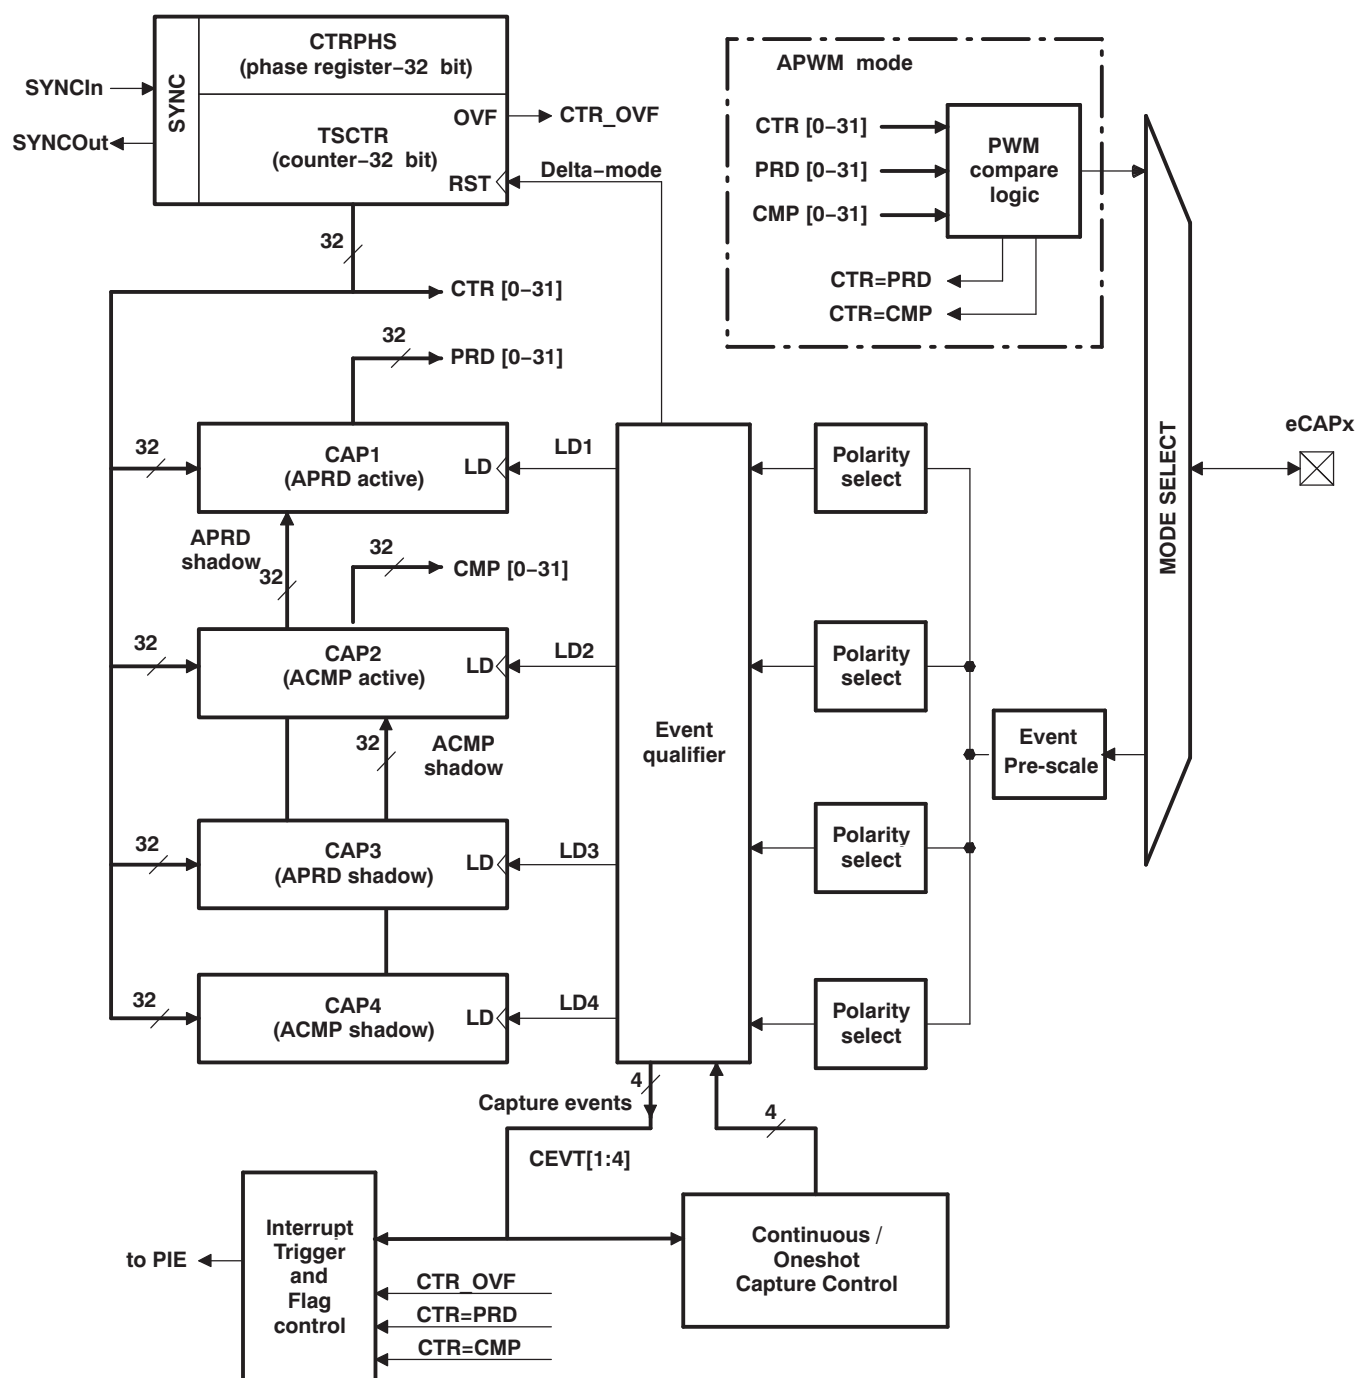 CTRPHS
(phase register−32 bit)
SYNC
SYNCIn
SYNCOut
TSCTR
(counter−32 bit)
OVF
RST
CTR_OVF
Delta−mode
32
CTR [0−31]
32
PRD [0−31]
APWM mode
CTR [0−31]
PRD [0−31]
CMP [0−31]
PWM
compare
logic
CTR=PRD
CTR=CMP
MODE SELECT
eCAPx
32
CAP1
(APRD active)
LD
LD1
Polarity
select
APRD
shadow
32
32
CMP [0−31]
32
CAP2
(ACMP active)
LD
LD2
Polarity
select
32
ACMP
shadow
Event
qualifier
Event
Pre-scale
32
CAP3
(APRD shadow)
LD
LD3
Polarity
select
32
CAP4
(ACMP shadow)
LD
LD4
Polarity
select
4
Capture events
CEVT[1:4]
4
Interrupt
Trigger
and
Flag
control
to PIE
CTR_OVF
CTR=PRD
CTR=CMP
Continuous /
Oneshot
Capture Control